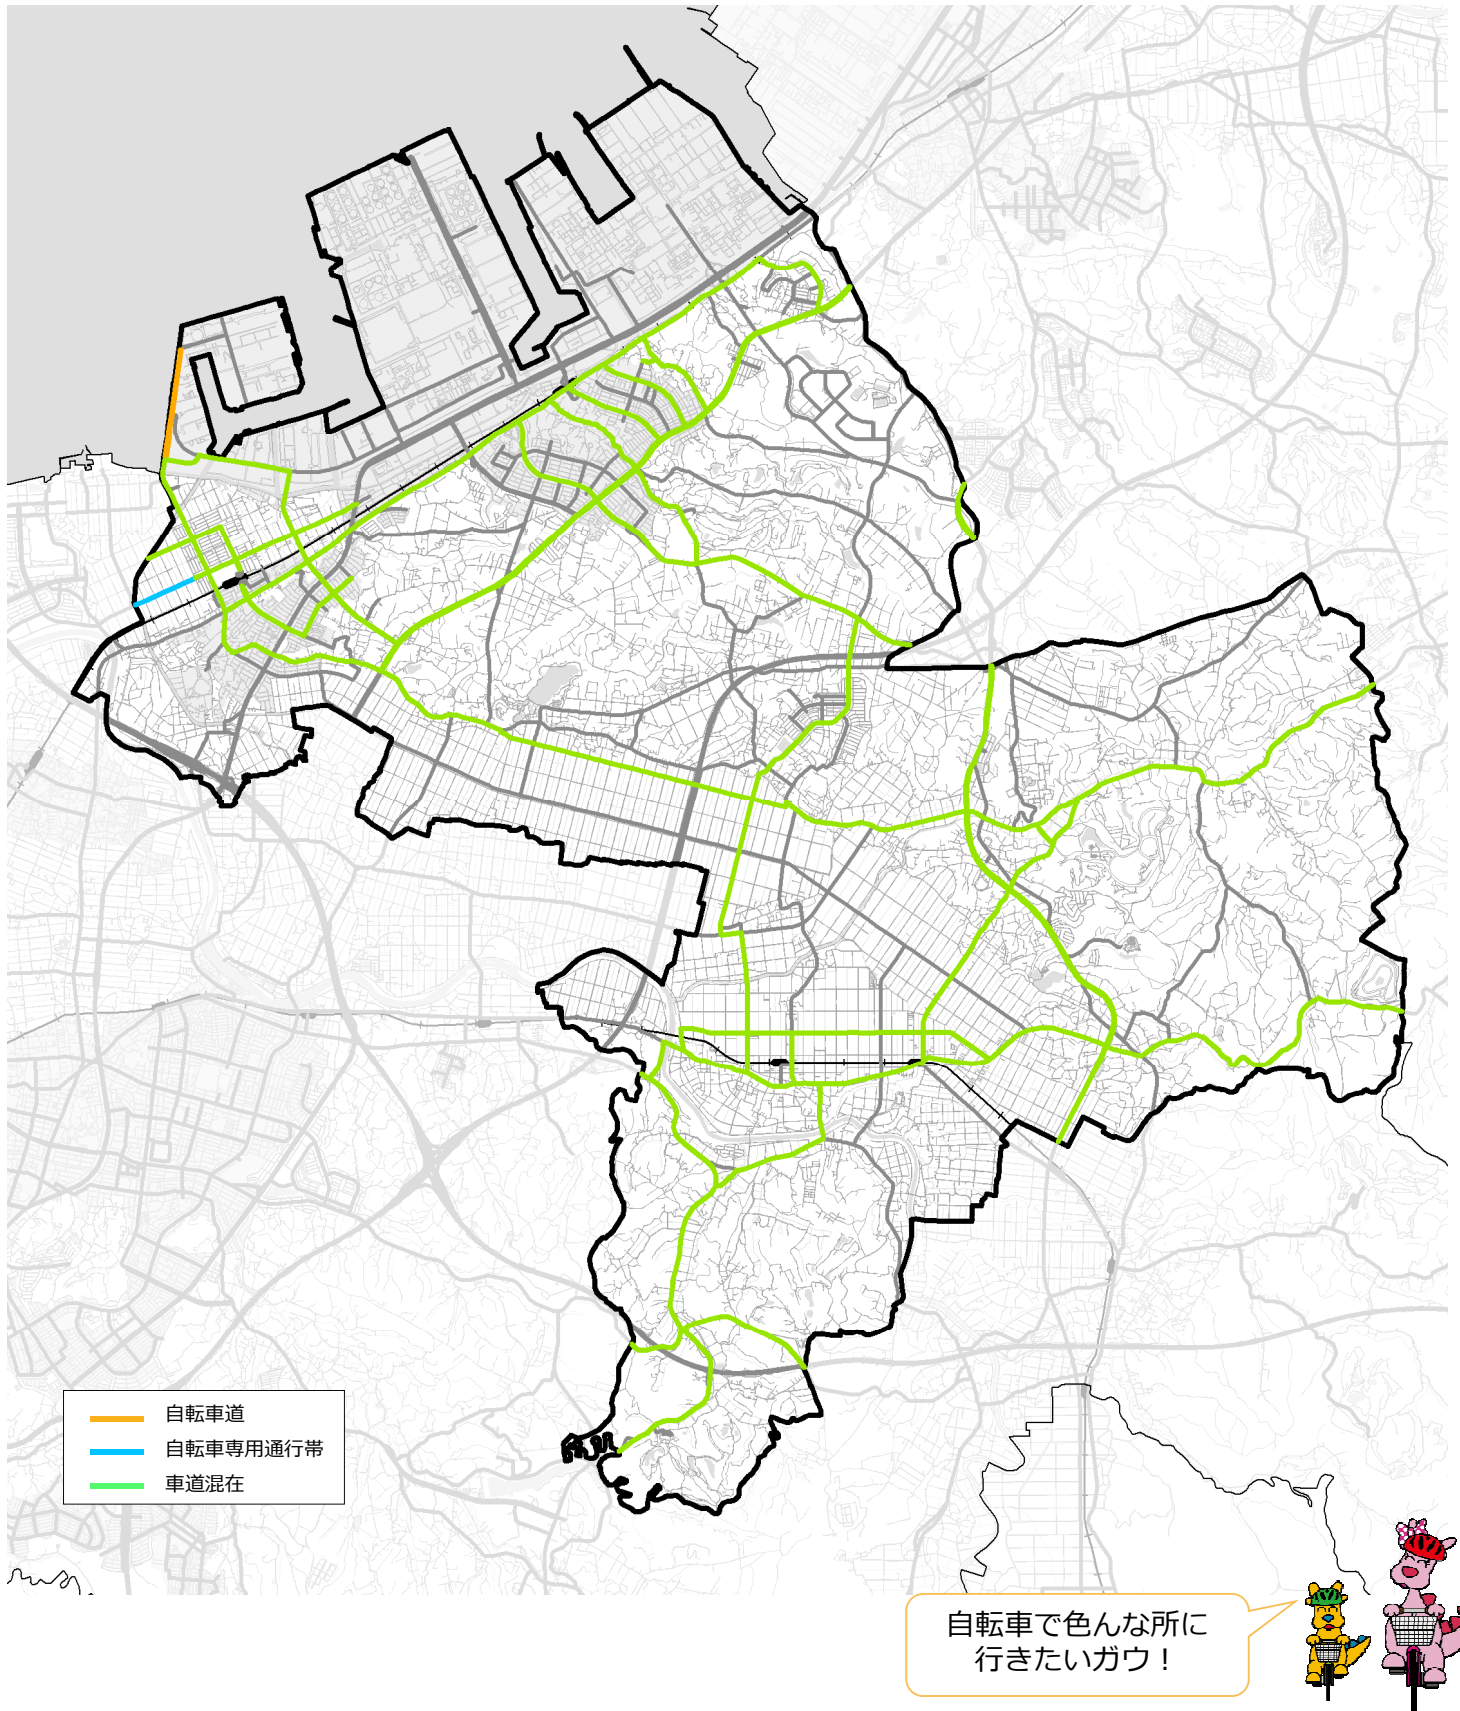 自転車道
自転車専用通行帯
車道混在
自転車で色んな所に
行きたいガウ！